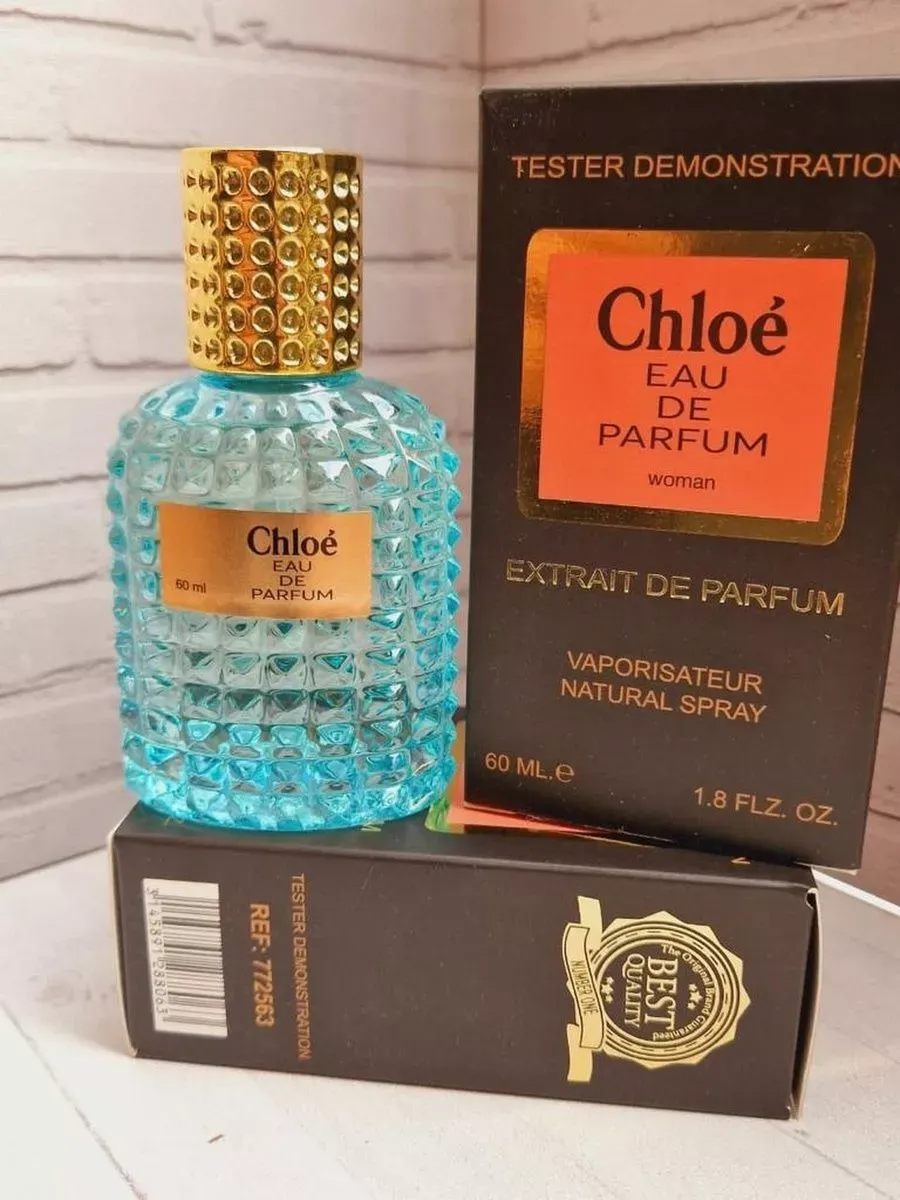 TESTER DEMONSTRATION
Chloé
EAU
DE
PARFUM
woman
EXTRAIT DE PARFUM
VAPORISATEUR
NATURAL SPRAY
60 ML.e
1.8 FLZ. OZ.
Chloé
EAU
DE
PARFUM
60 ml
TESTER DEMONSTRATION
REF: 772563
The Original Brand Guaranteed
BEST
QUALITY
NUMBER ONE